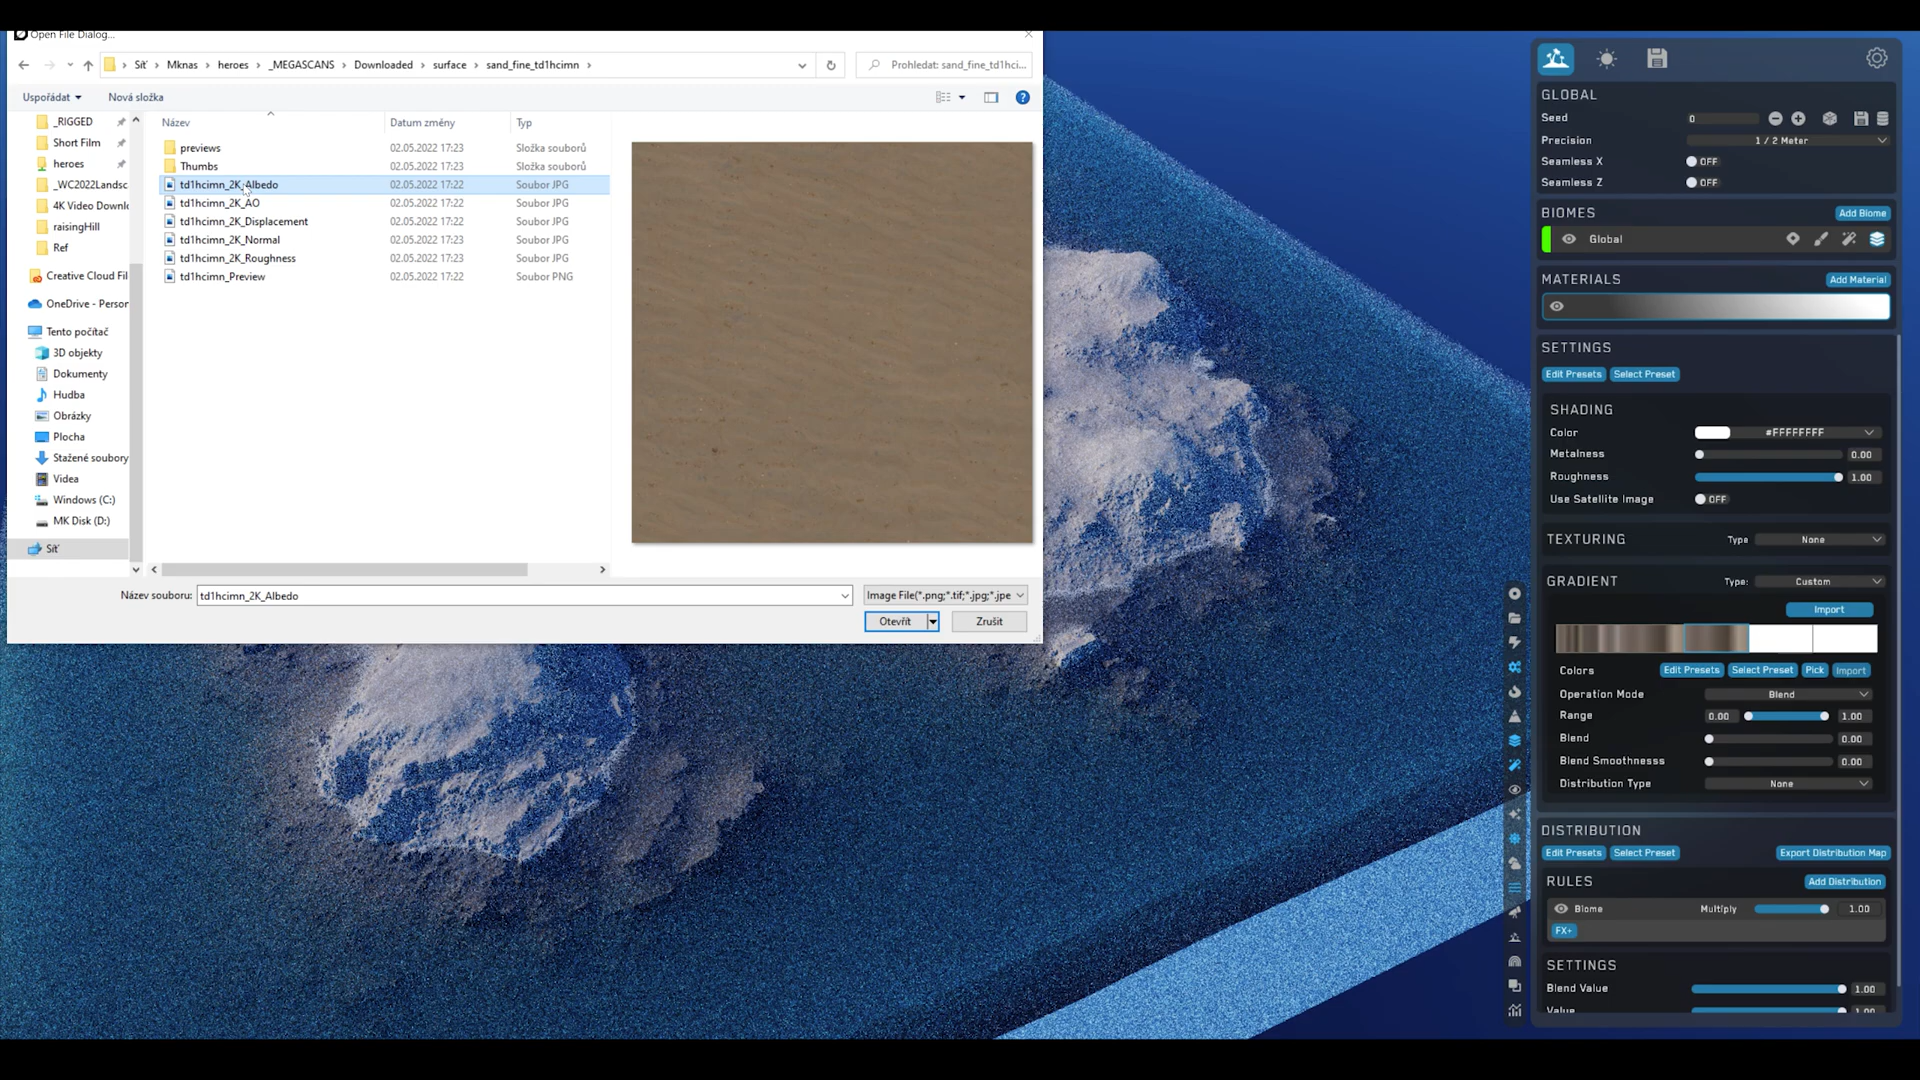 Open File Dialog...
Síť
Mknas
heroes
_MEGASCANS
Downloaded
surface
sand_fine_td1hcimn
Prohledat: sand_fine_td1hci...
Uspořádat
Nová složka
Název
Datum změny
Typ
_RIGGED
Short Film
heroes
_WC2022Landsc
4K Video Downlc
raisingHill
Ref
Creative Cloud Fil
OneDrive - Person
Tento počítač
3D objekty
Dokumenty
Hudba
Obrázky
Plocha
Stažené soubory
Videa
Windows (C:)
MK Disk (D:)
Síť
previews 02.05.2022 17:23 Složka souborů
Thumbs 02.05.2022 17:23 Složka souborů
td1hcimn_2K_Albedo 02.05.2022 17:22 Soubor JPG
td1hcimn_2K_AO 02.05.2022 17:22 Soubor JPG
td1hcimn_2K_Displacement 02.05.2022 17:22 Soubor JPG
td1hcimn_2K_Normal 02.05.2022 17:23 Soubor JPG
td1hcimn_2K_Roughness 02.05.2022 17:23 Soubor JPG
td1hcimn_Preview 02.05.2022 17:22 Soubor PNG
Název souboru: td1hcimn_2K_Albedo
Image File(*.png;*.tif;*.jpg;*.jpe
Otevřít
Zrušit
GLOBAL
Seed 0
Precision 1 / 2 Meter
Seamless X OFF
Seamless Z OFF
BIOMES Add Biome
Global
MATERIALS Add Material
SETTINGS
Edit Presets Select Preset
SHADING
Color #FFFFFFFF
Metalness 0.00
Roughness 1.00
Use Satellite Image OFF
TEXTURING Type None
GRADIENT Type: Custom
Import
Colors Edit Presets Select Preset Pick Import
Operation Mode Blend
Range 0.00 1.00
Blend 0.00
Blend Smoothnesss 0.00
Distribution Type None
DISTRIBUTION
Edit Presets Select Preset Export Distribution Map
RULES Add Distribution
Biome Multiply 1.00
FX+
SETTINGS
Blend Value 1.00
Value 1.00